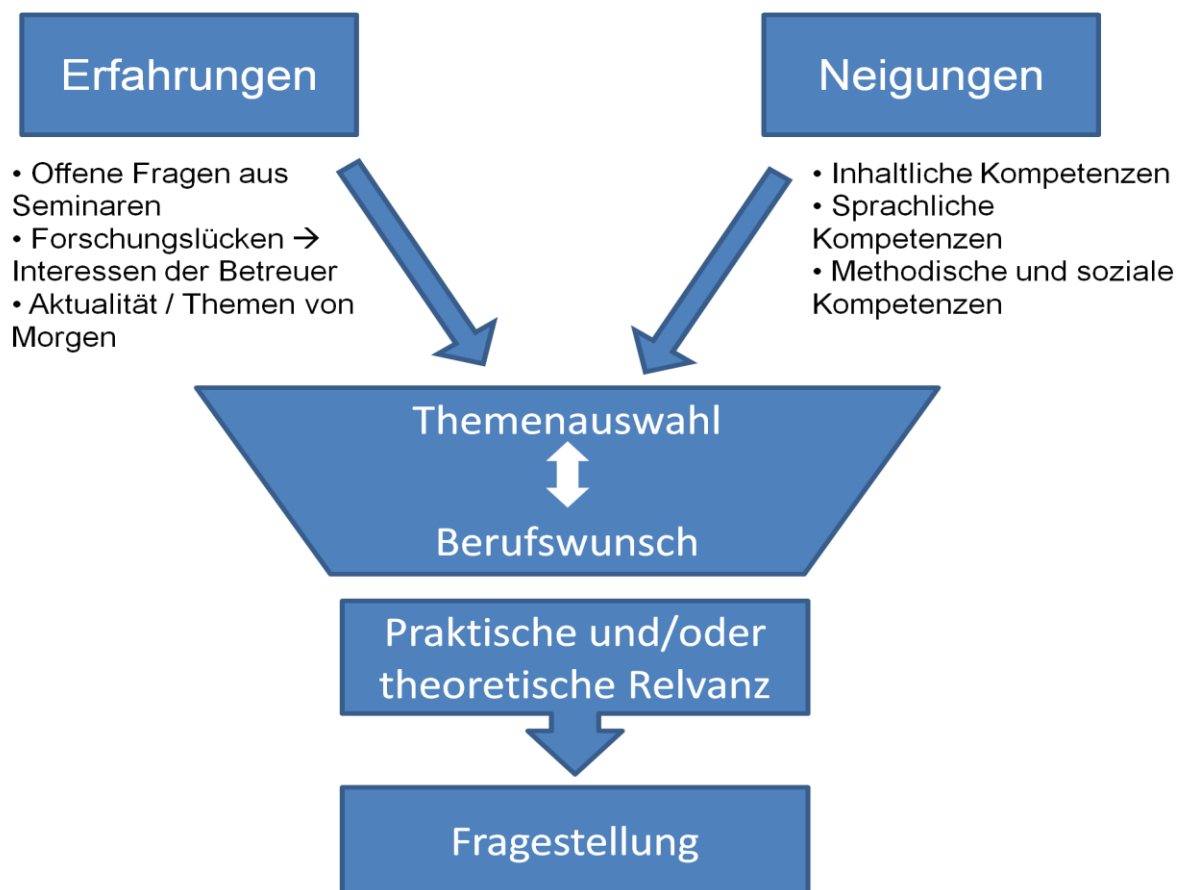 Erfahrungen
• Offene Fragen aus
Seminaren
• Forschungslücken →
Interessen der Betreuer
• Aktualität / Themen von
Morgen
Neigungen
• Inhaltliche Kompetenzen
• Sprachliche
Kompetenzen
• Methodische und soziale
Kompetenzen
Themenauswahl
Berufswunsch
Praktische und/oder
theoretische Relvanz
Fragestellung